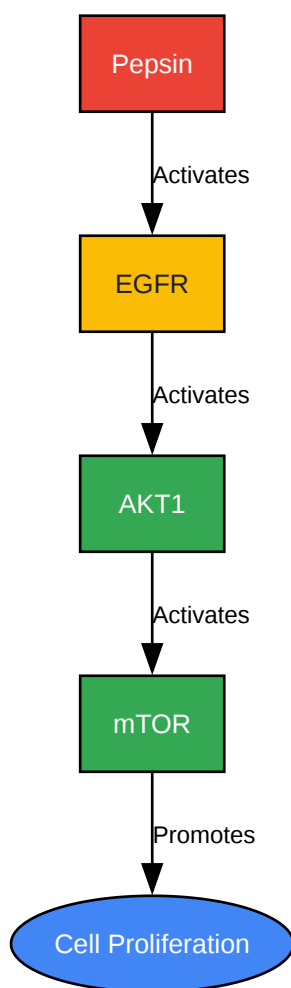 Pepsin
Activates
EGFR
Activates
AKT1
Activates
mTOR
Promotes
Cell Proliferation